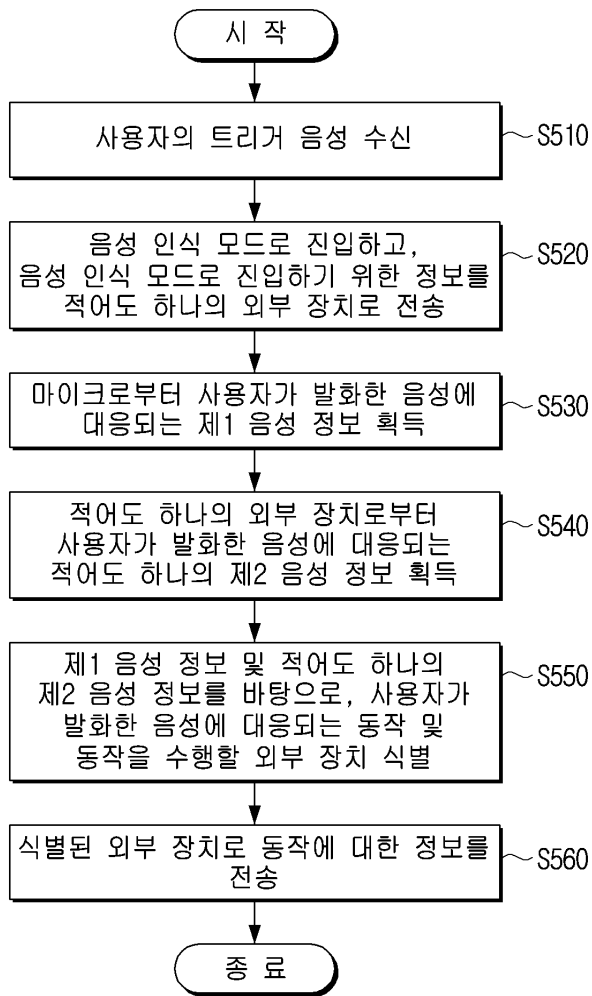 시 작
사용자의 트리거 음성 수신
S510
음성 인식 모드로 진입하고,
음성 인식 모드로 진입하기 위한 정보를
적어도 하나의 외부 장치로 전송
S520
마이크로부터 사용자가 발화한 음성에
대응되는 제1 음성 정보 획득
S530
적어도 하나의 외부 장치로부터
사용자가 발화한 음성에 대응되는
적어도 하나의 제2 음성 정보 획득
S540
제1 음성 정보 및 적어도 하나의
제2 음성 정보를 바탕으로, 사용자가
발화한 음성에 대응되는 동작 및
동작을 수행할 외부 장치 식별
S550
식별된 외부 장치로 동작에 대한 정보를
전송
S560
종 료